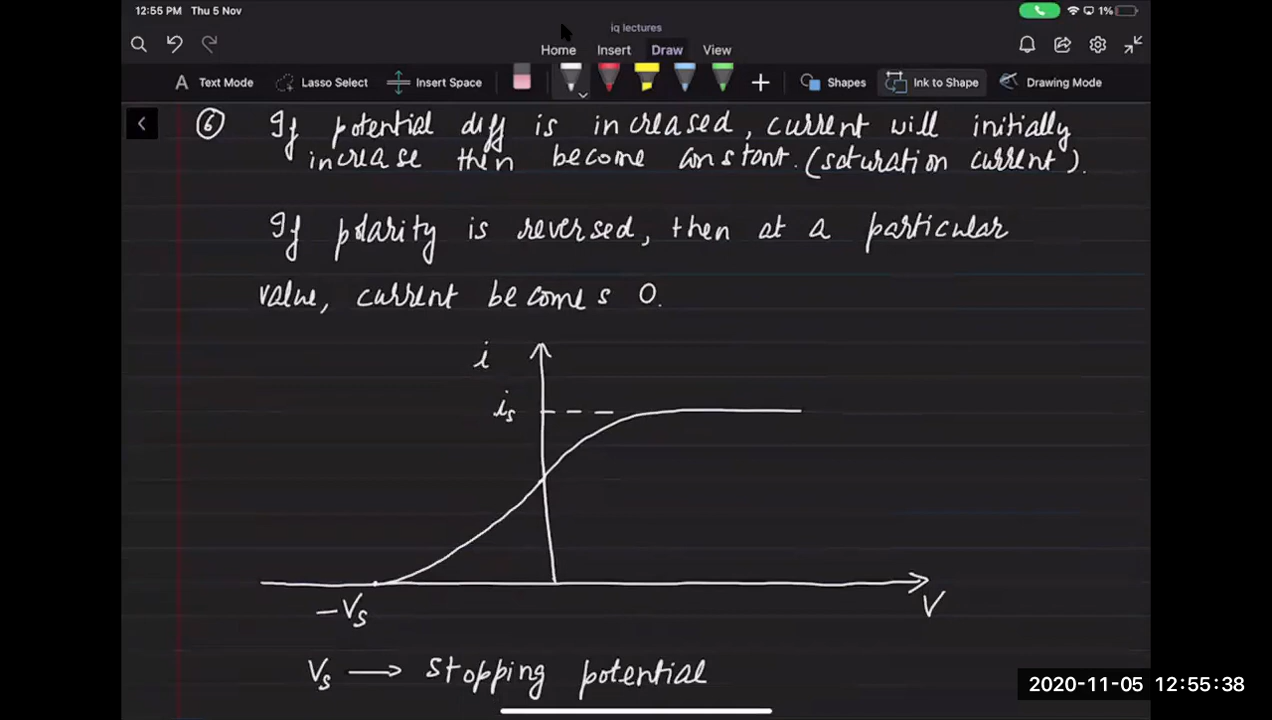 12:55 PM Thu 5 Nov
1%
iq lectures
Home Insert Draw View
A Text Mode Lasso Select Insert Space Shapes Ink to Shape Drawing Mode
6 If potential diff is increased, current will initially
increase then become constant. (saturation current).
If polarity is reversed, then at a particular
value, current becomes 0.
i
is
-Vs
V
Vs → stopping potential
2020-11-05 12:55:38